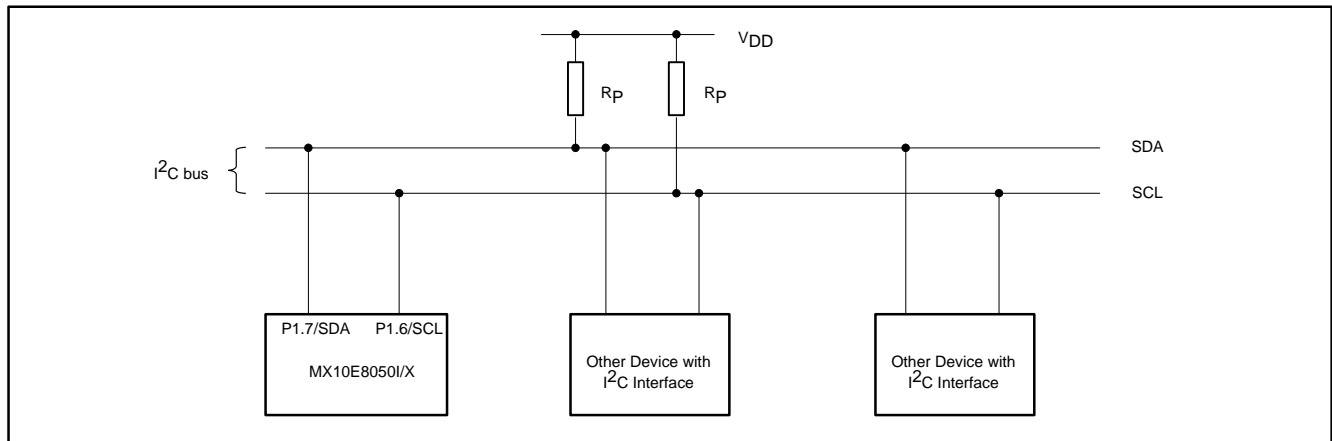 VDD
RP RP
SDA
I2C bus
SCL
P1.7/SDA P1.6/SCL
MX10E8050I/X
Other Device with
I2C Interface
Other Device with
I2C Interface